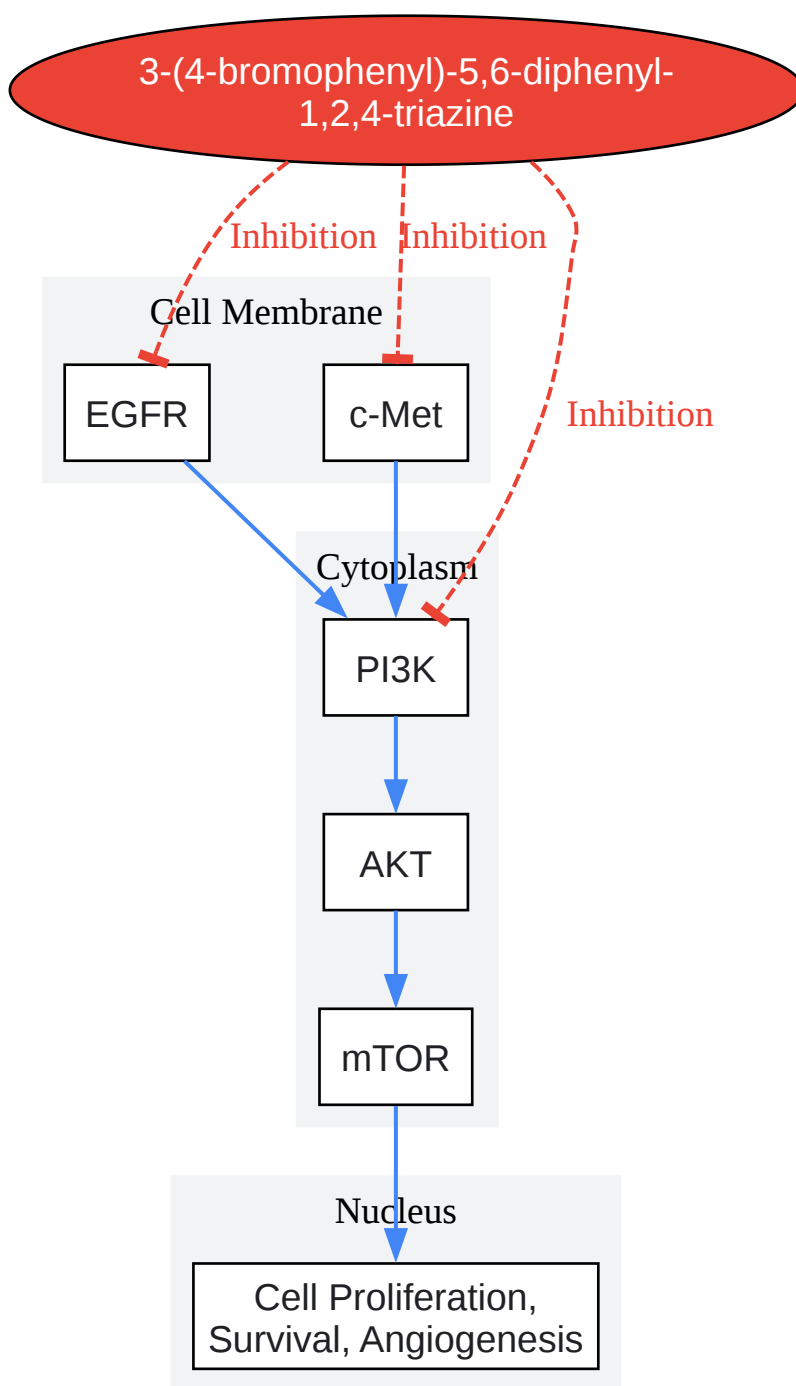 3-(4-bromophenyl)-5,6-diphenyl-
1,2,4-triazine
Inhibition
Inhibition
Cell Membrane
EGFR
c-Met
Inhibition
Cytoplasm
PI3K
AKT
mTOR
Nucleus
Cell Proliferation,
Survival, Angiogenesis